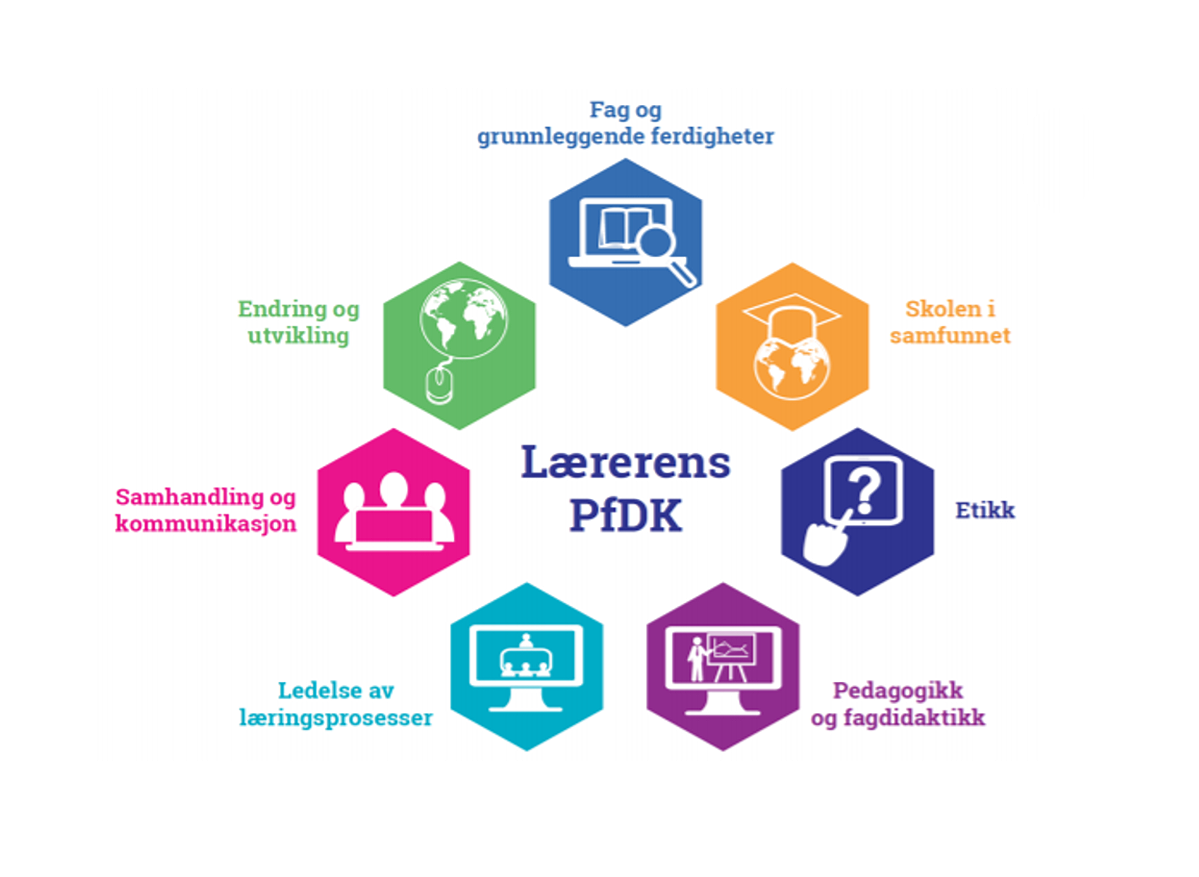 Fag og
grunnleggende ferdigheter
Endring og
utvikling
Skolen i
samfunnet
Lærerens
PfDK
Samhandling og
kommunikasjon
?
Etikk
Ledelse av
læringsprosesser
Pedagogikk
og fagdidaktikk